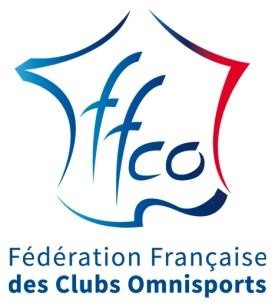 ffco
Fédération Française
des Clubs Omnisports